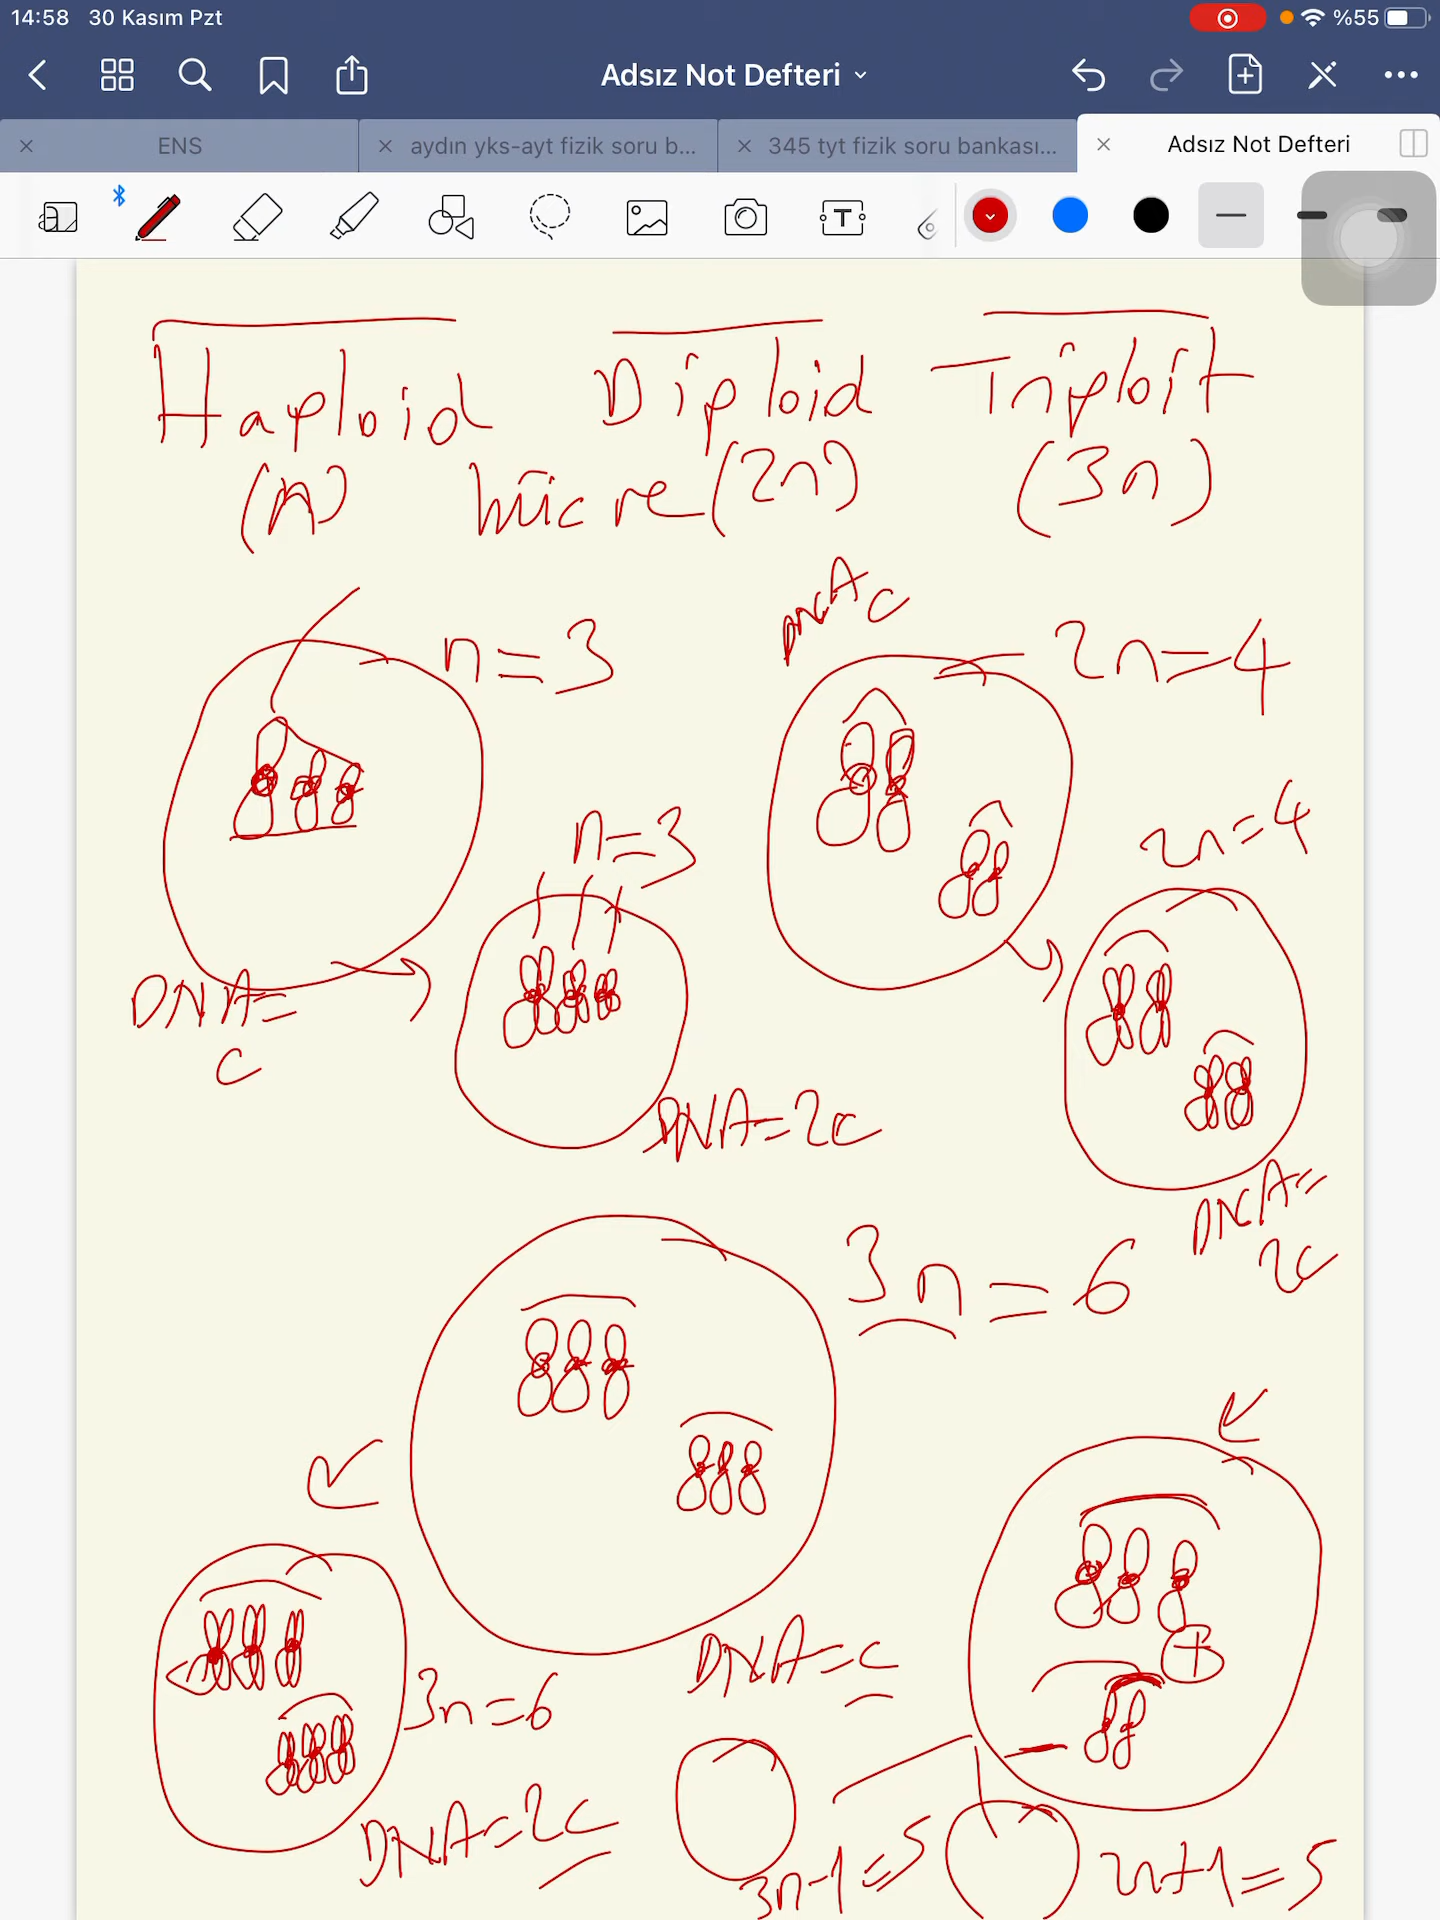 14:58 30 Kasım Pzt %55
Adsız Not Defteri
ENS
aydın yks-ayt fizik soru b...
345 tyt fizik soru bankası...
Adsız Not Defteri
T
Haploid Diploid Triploit
(n) hücre (2n) (3n)
DNA c
n=3
2n=4
n=3
2n=4
DNA=
c
DNA=2c
DNA=
2c
3n=6
DNA=c
3n=6
DNA=2c
3n-1=5
2n+1=5